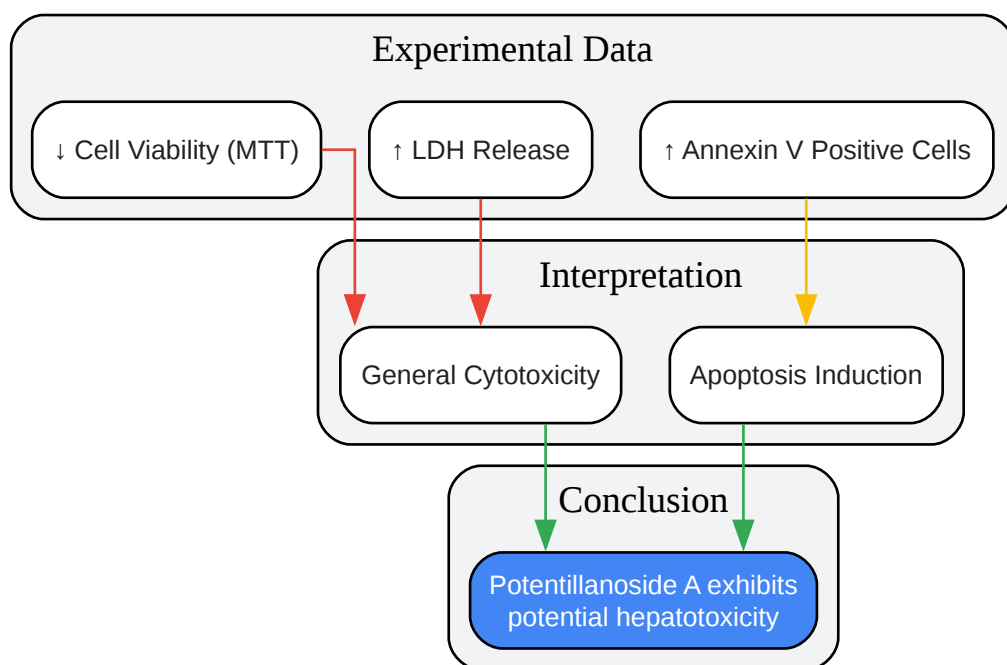 Experimental Data
↓ Cell Viability (MTT)
↑ LDH Release
↑ Annexin V Positive Cells
Interpretation
General Cytotoxicity
Apoptosis Induction
Conclusion
Potentillanoside A exhibits
potential hepatotoxicity